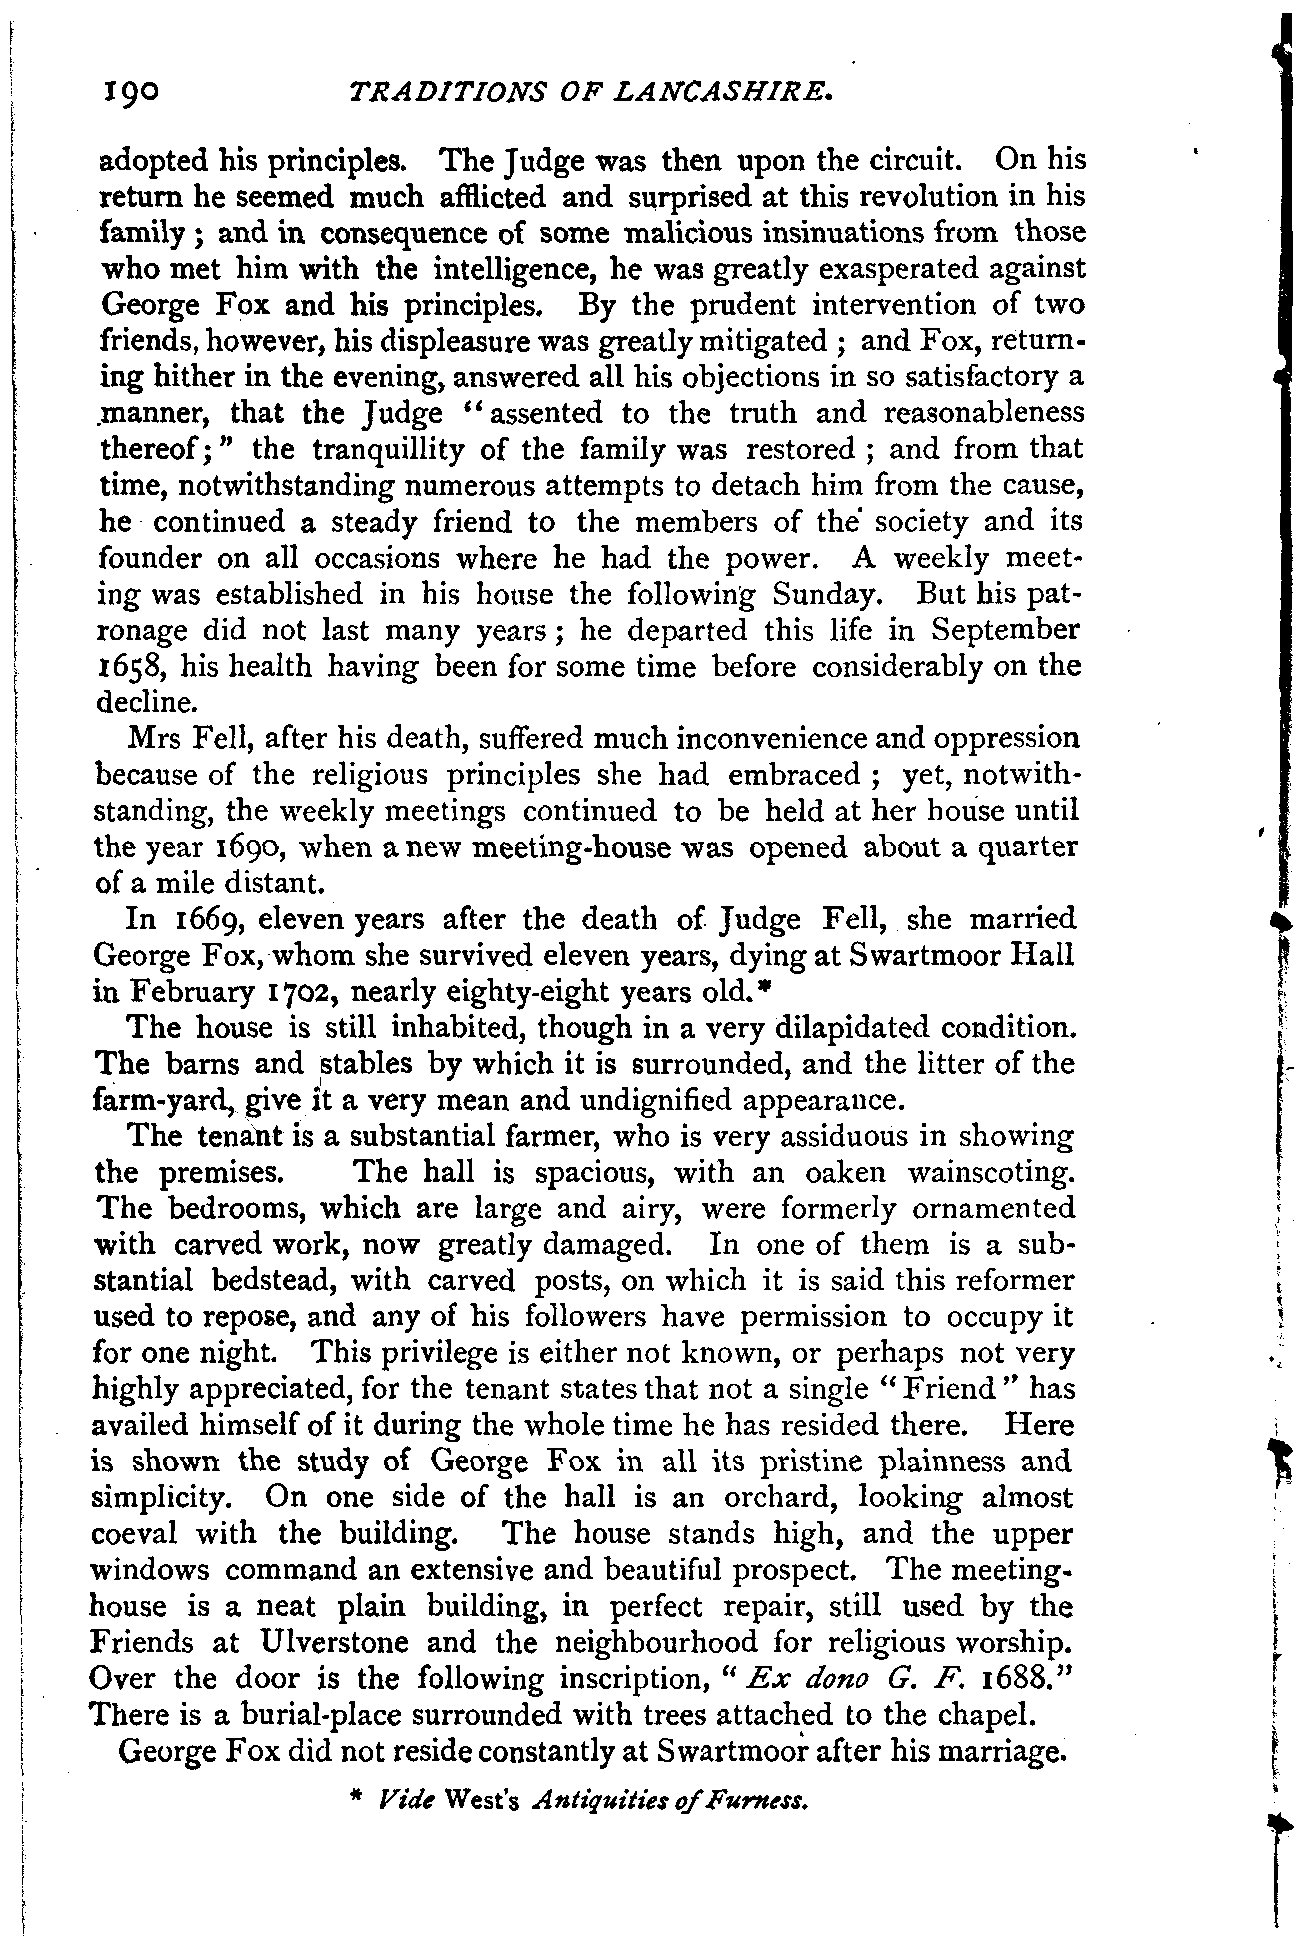 190 TRADITIONS OF LANCASHIRE.
adopted his principles. The Judge was then upon the circuit. On his
return he seemed much afflicted and surprised at this revolution in his
family ; and in consequence of some malicious insinuations from those
who met him with the intelligence, he was greatly exasperated against
George Fox and his principles. By the prudent intervention of two
friends, however, his displeasure was greatly mitigated ; and Fox, return-
ing hither in the evening, answered all his objections in so satisfactory a
manner, that the Judge “assented to the truth and reasonableness
thereof;” the tranquillity of the family was restored ; and from that
time, notwithstanding numerous attempts to detach him from the cause,
he continued a steady friend to the members of the society and its
founder on all occasions where he had the power. A weekly meet-
ing was established in his house the following Sunday. But his pat-
ronage did not last many years ; he departed this life in September
1658, his health having been for some time before considerably on the
decline.
Mrs Fell, after his death, suffered much inconvenience and oppression
because of the religious principles she had embraced ; yet, notwith-
standing, the weekly meetings continued to be held at her house until
the year 1690, when a new meeting-house was opened about a quarter
of a mile distant.
In 1669, eleven years after the death of Judge Fell, she married
George Fox, whom she survived eleven years, dying at Swartmoor Hall
in February 1702, nearly eighty-eight years old.*
The house is still inhabited, though in a very dilapidated condition.
The barns and stables by which it is surrounded, and the litter of the
farm-yard, give it a very mean and undignified appearance.
The tenant is a substantial farmer, who is very assiduous in showing
the premises. The hall is spacious, with an oaken wainscoting.
The bedrooms, which are large and airy, were formerly ornamented
with carved work, now greatly damaged. In one of them is a sub-
stantial bedstead, with carved posts, on which it is said this reformer
used to repose, and any of his followers have permission to occupy it
for one night. This privilege is either not known, or perhaps not very
highly appreciated, for the tenant states that not a single “Friend” has
availed himself of it during the whole time he has resided there. Here
is shown the study of George Fox in all its pristine plainness and
simplicity. On one side of the hall is an orchard, looking almost
coeval with the building. The house stands high, and the upper
windows command an extensive and beautiful prospect. The meeting-
house is a neat plain building, in perfect repair, still used by the
Friends at Ulverstone and the neighbourhood for religious worship.
Over the door is the following inscription, “Ex dono G. F. 1688.”
There is a burial-place surrounded with trees attached to the chapel.
George Fox did not reside constantly at Swartmoor after his marriage.
* Vide West's Antiquities of Furness.